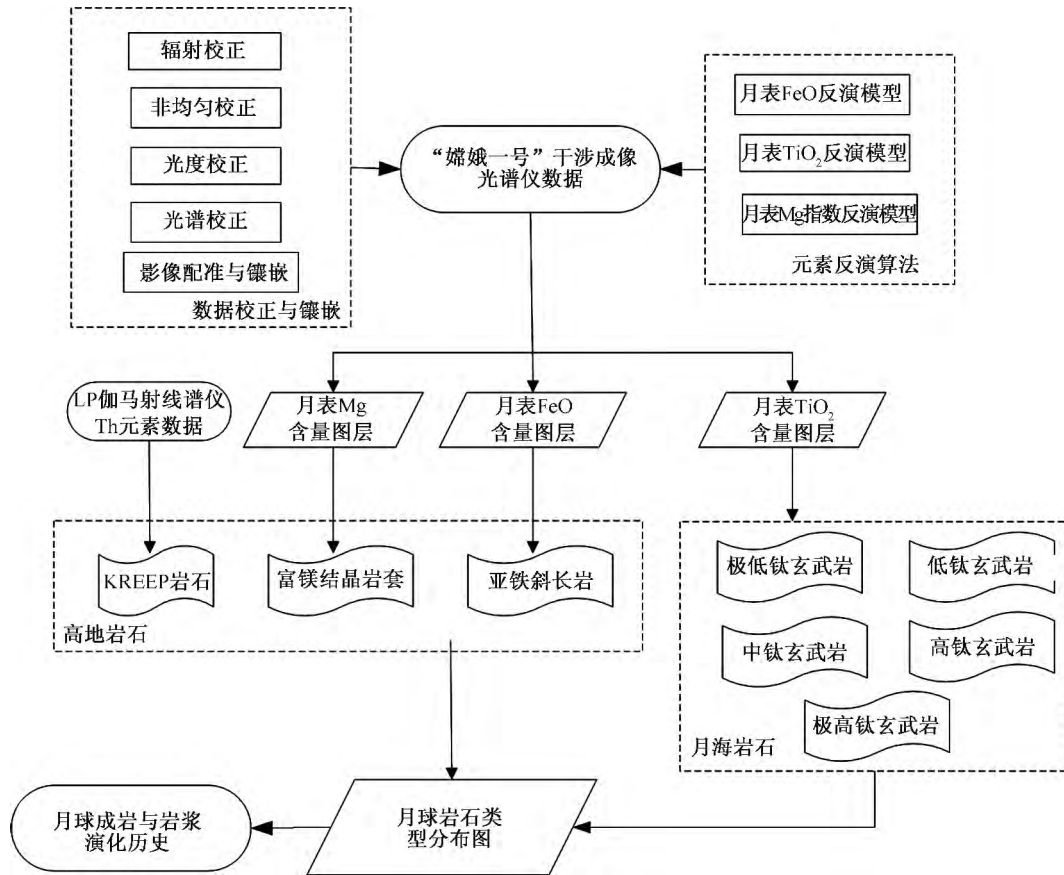 辐射校正
非均匀校正
光度校正
光谱校正
影像配准与镶嵌
数据校正与镶嵌
“嫦娥一号”干涉成像
光谱仪数据
月表FeO反演模型
月表TiO₂反演模型
月表Mg指数反演模型
元素反演算法
LP伽马射线谱仪
Th元素数据
月表Mg
含量图层
月表FeO
含量图层
月表TiO₂
含量图层
KREEP岩石
富镁结晶岩套
亚铁斜长岩
高地岩石
极低钛玄武岩
低钛玄武岩
中钛玄武岩
高钛玄武岩
极高钛玄武岩
月海岩石
月球成岩与岩浆
演化历史
月球岩石类
型分布图